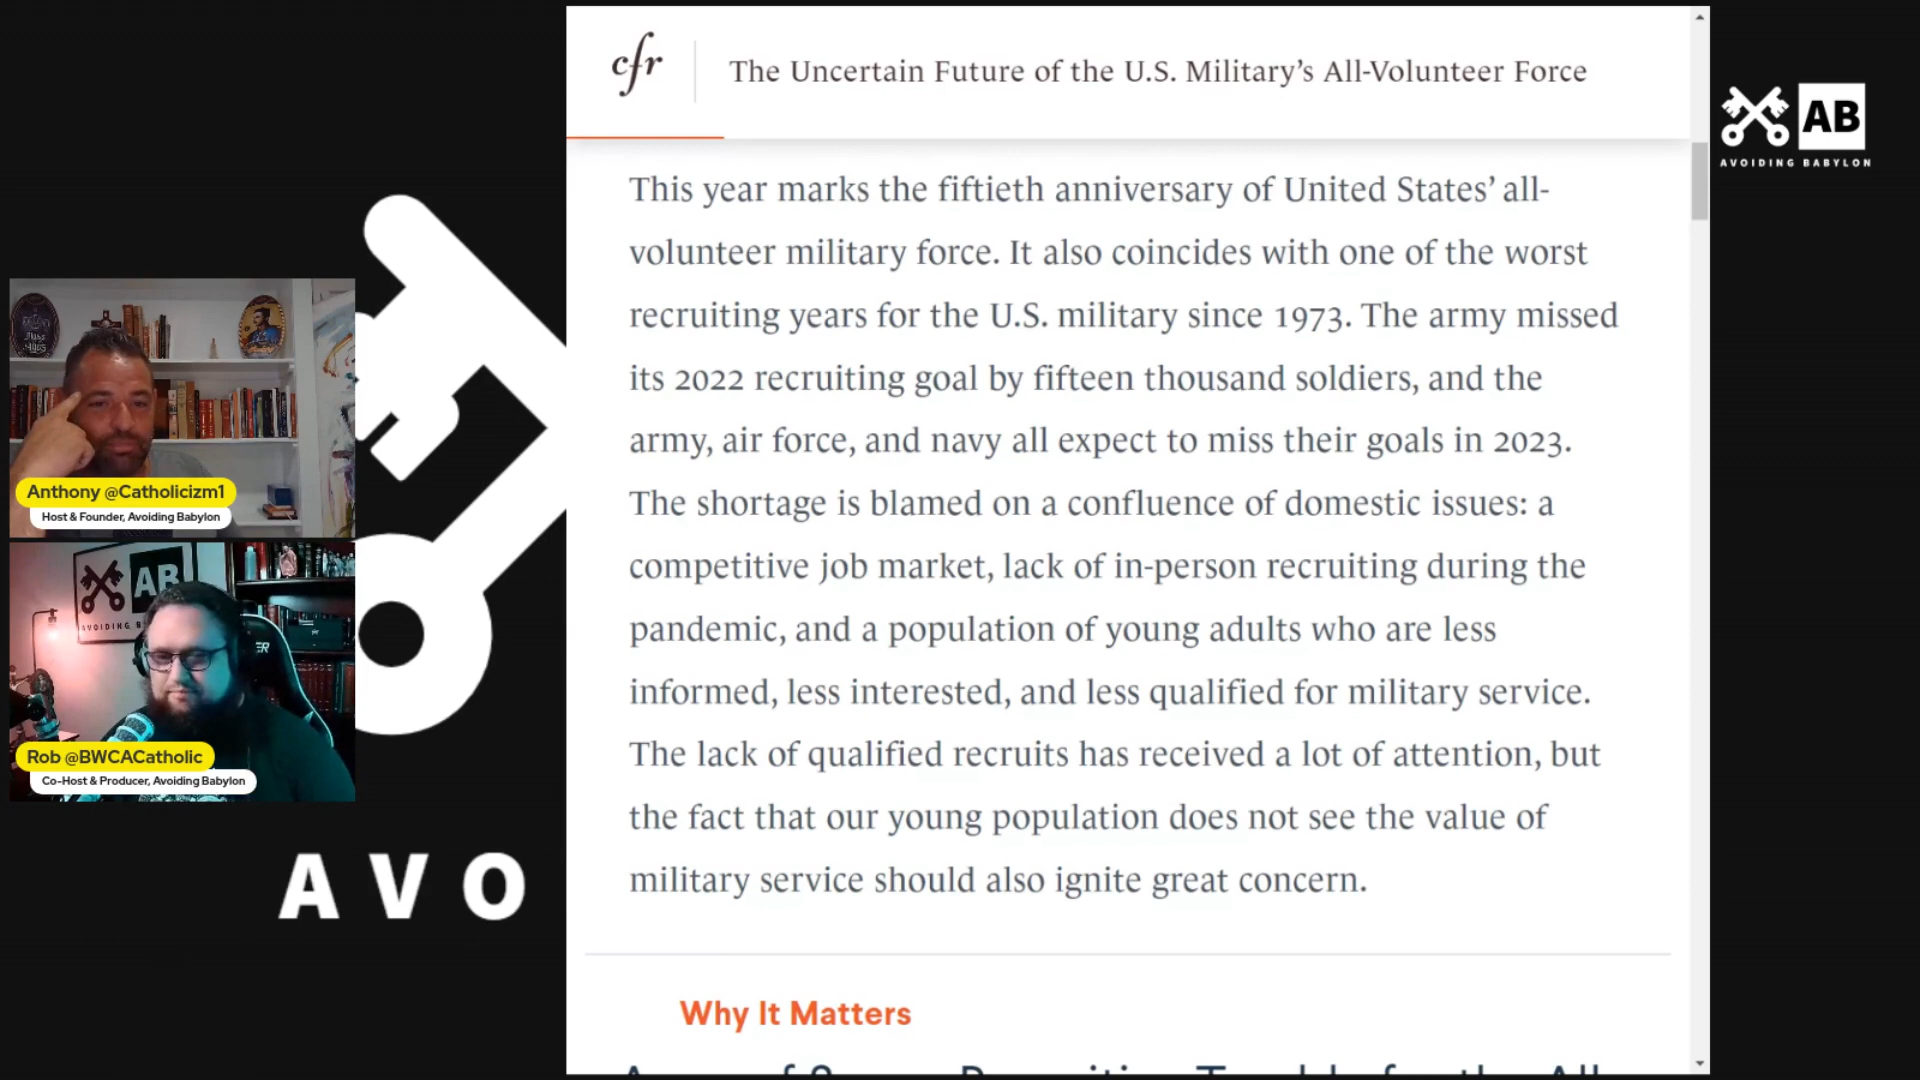 cfr
The Uncertain Future of the U.S. Military's All-Volunteer Force
AB
AVOIDING BABYLON
This year marks the fiftieth anniversary of United States’ all-
volunteer military force. It also coincides with one of the worst
recruiting years for the U.S. military since 1973. The army missed
its 2022 recruiting goal by fifteen thousand soldiers, and the
army, air force, and navy all expect to miss their goals in 2023.
The shortage is blamed on a confluence of domestic issues: a
competitive job market, lack of in-person recruiting during the
pandemic, and a population of young adults who are less
informed, less interested, and less qualified for military service.
The lack of qualified recruits has received a lot of attention, but
the fact that our young population does not see the value of
military service should also ignite great concern.
Why It Matters
Anthony @Catholicizm1
Host & Founder, Avoiding Babylon
AB
AVOIDING B
Rob @BWCACatholic
Co-Host & Producer, Avoiding Babylon
AVO